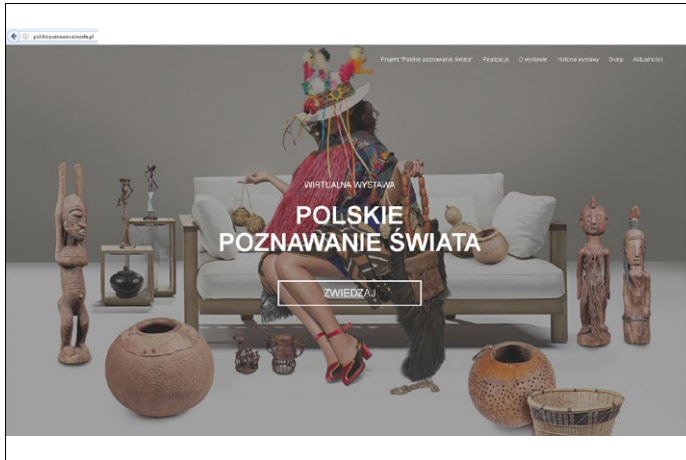 polskiepoznawanieswiata.pl
Projekt "Polskie poznawanie świata" Realizacja O wystawie Historia wystawy Sklep Aktualności
WIRTUALNA WYSTAWA
POLSKIE
POZNAWANIE ŚWIATA
ZWIEDZAJ